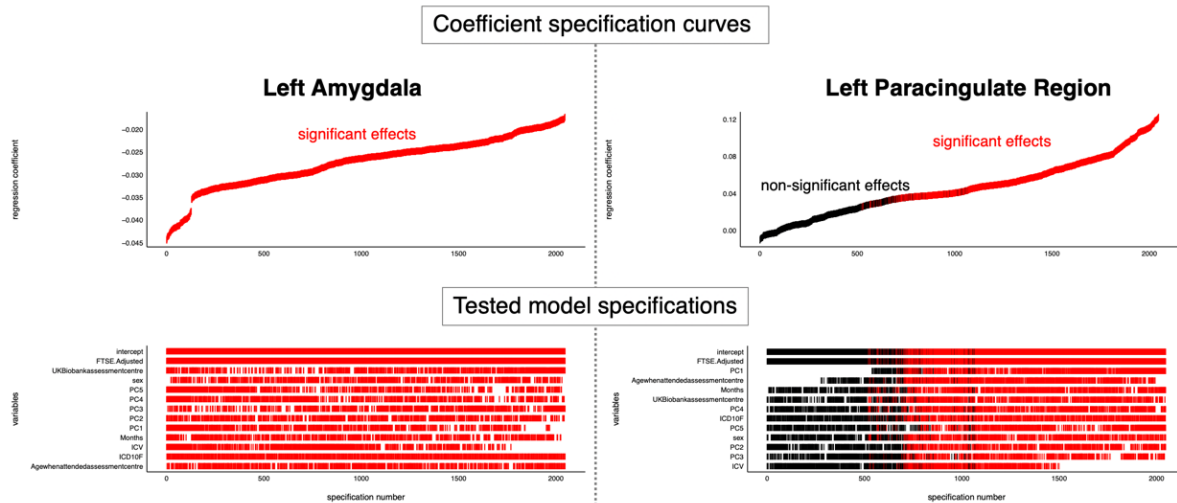 Coefficient specification curves
Left Amygdala
regression coefficient
−0.020
−0.025
−0.030
−0.035
−0.040
−0.045
significant effects
0 500 1000 1500 2000
Left Paracingulate Region
regression coefficient
0.12
0.08
0.04
0.00
significant effects
non-significant effects
0 500 1000 1500 2000
Tested model specifications
variables
intercept
FTSE.Adjusted
UKBiobankassessmentcentre
sex
PC5
PC4
PC3
PC2
PC1
Months
ICV
ICD10F
Agewhenattendedassessmentcentre
0 500 1000 1500 2000
specification number
variables
intercept
FTSE.Adjusted
PC1
Agewhenattendedassessmentcentre
Months
UKBiobankassessmentcentre
PC4
ICD10F
PC5
sex
PC2
PC3
ICV
0 500 1000 1500 2000
specification number